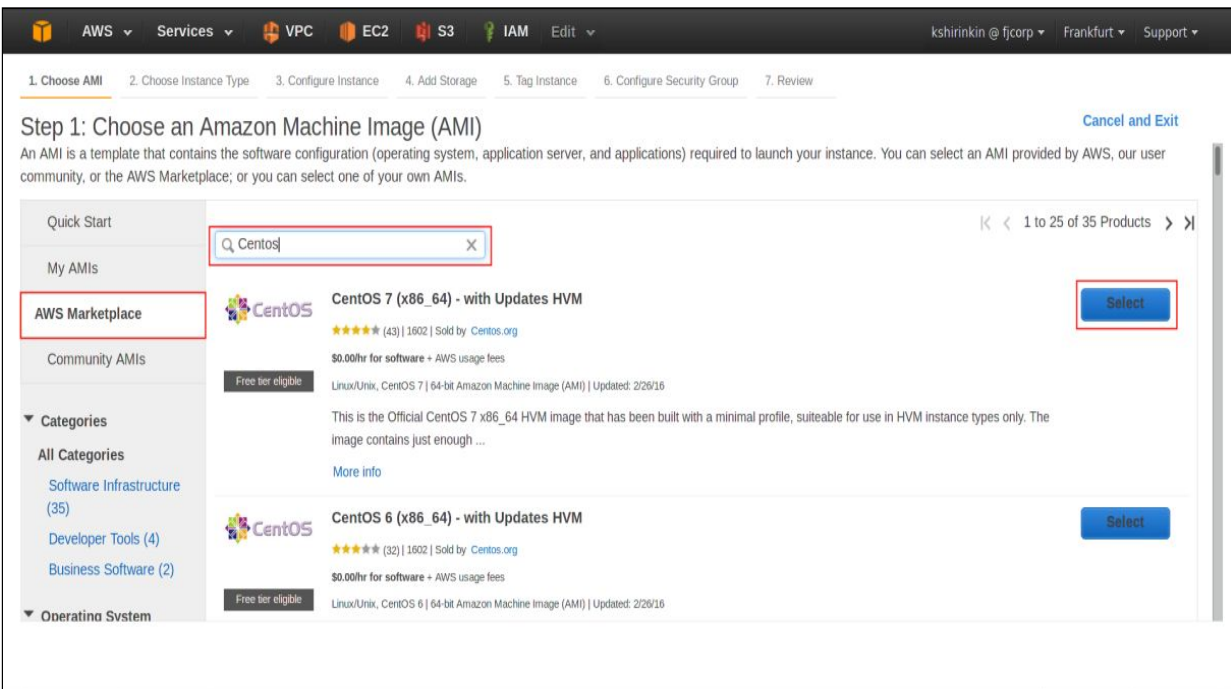 AWS Services VPC EC2 S3 IAM Edit kshirinkin @ fjcorp Frankfurt Support
1. Choose AMI 2. Choose Instance Type 3. Configure Instance 4. Add Storage 5. Tag Instance 6. Configure Security Group 7. Review
Step 1: Choose an Amazon Machine Image (AMI)
Cancel and Exit
An AMI is a template that contains the software configuration (operating system, application server, and applications) required to launch your instance. You can select an AMI provided by AWS, our user
community, or the AWS Marketplace; or you can select one of your own AMIs.
Quick Start
My AMIs
AWS Marketplace
Community AMIs
Categories
All Categories
Software Infrastructure
(35)
Developer Tools (4)
Business Software (2)
Operating System
1 to 25 of 35 Products
Centos
CentOS
CentOS 7 (x86_64) - with Updates HVM
Select
(43) | 1602 | Sold by Centos.org
$0.00/hr for software + AWS usage fees
Free tier eligible
Linux/Unix, CentOS 7 | 64-bit Amazon Machine Image (AMI) | Updated: 2/26/16
This is the Official CentOS 7 x86_64 HVM image that has been built with a minimal profile, suiteable for use in HVM instance types only. The
image contains just enough ...
More info
CentOS
CentOS 6 (x86_64) - with Updates HVM
Select
(32) | 1602 | Sold by Centos.org
$0.00/hr for software + AWS usage fees
Free tier eligible
Linux/Unix, CentOS 6 | 64-bit Amazon Machine Image (AMI) | Updated: 2/26/16